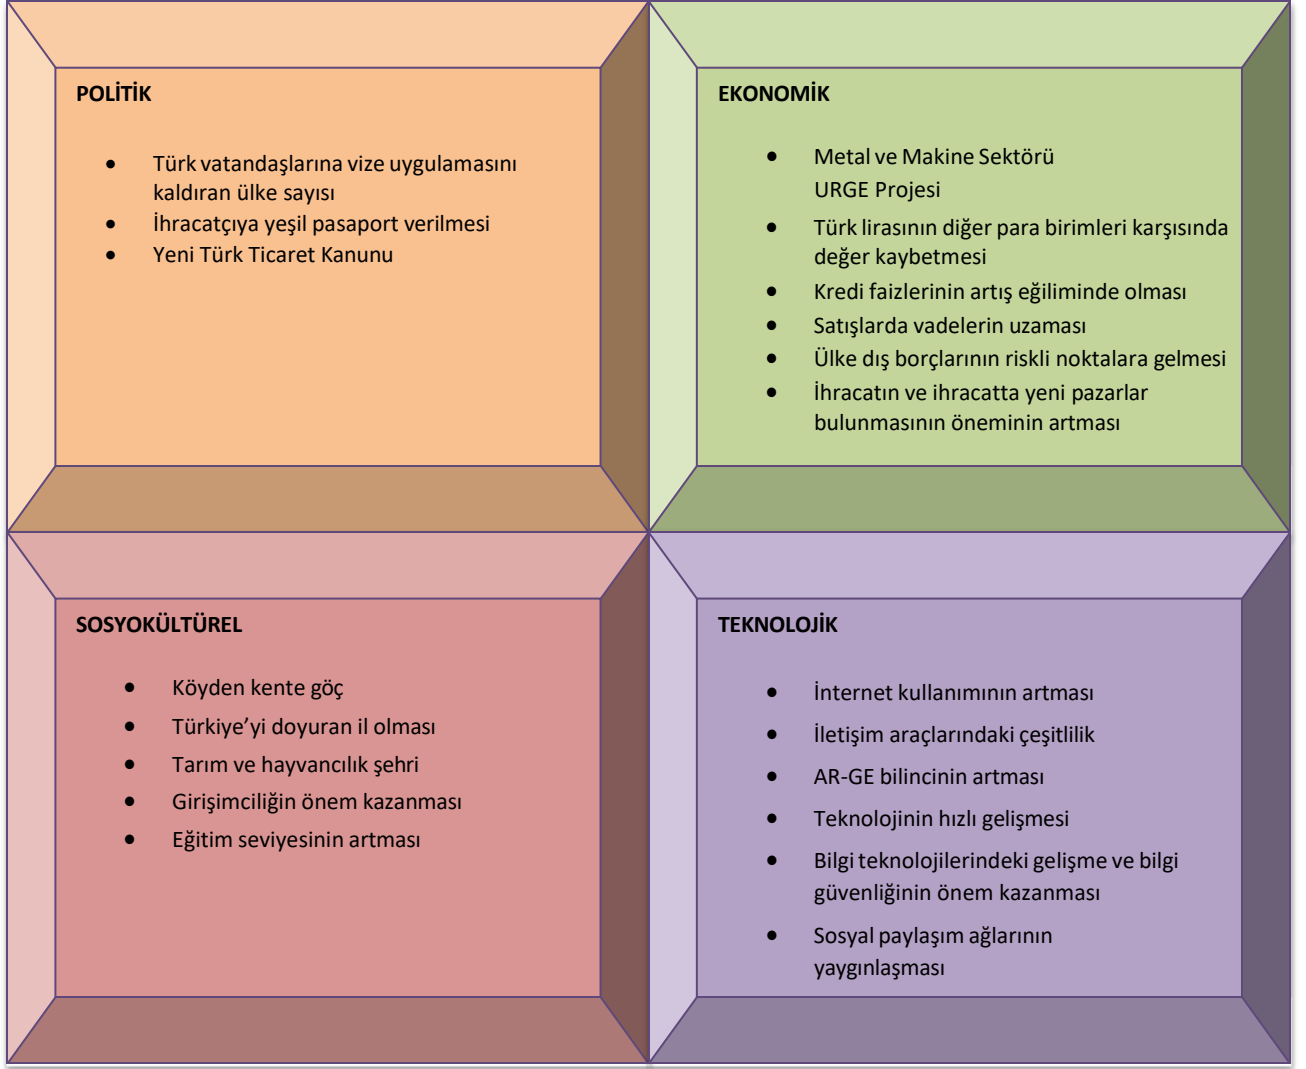 POLİTİK
• Türk vatandaşlarına vize uygulamasını
kaldıran ülke sayısı
• İhracatçıya yeşil pasaport verilmesi
• Yeni Türk Ticaret Kanunu
EKONOMİK
• Metal ve Makine Sektörü
URGE Projesi
• Türk lirasının diğer para birimleri karşısında
değer kaybetmesi
• Kredi faizlerinin artış eğiliminde olması
• Satışlarda vadelerin uzaması
• Ülke dış borçlarının riskli noktalara gelmesi
• İhracatın ve ihracatta yeni pazarlar
bulunmasının öneminin artması
SOSYOKÜLTÜREL
• Köyden kente göç
• Türkiye’yi doyuran il olması
• Tarım ve hayvancılık şehri
• Girişimciliğin önem kazanması
• Eğitim seviyesinin artması
TEKNOLOJİK
• İnternet kullanımının artması
• İletişim araçlarındaki çeşitlilik
• AR-GE bilincinin artması
• Teknolojinin hızlı gelişmesi
• Bilgi teknolojilerindeki gelişme ve bilgi
güvenliğinin önem kazanması
• Sosyal paylaşım ağlarının
yaygınlaşması